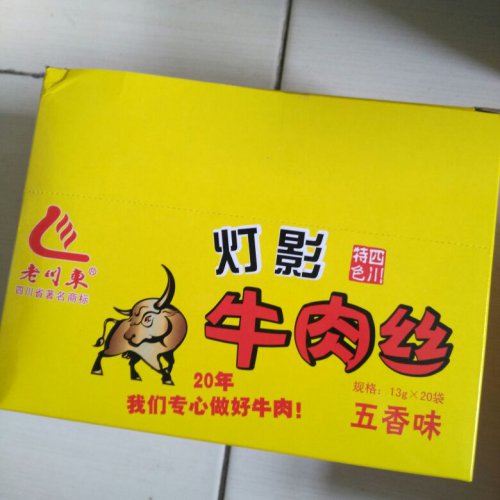 老川東®
四川省著名商标
灯影
四川
特色
牛肉丝
20年
我们专心做好牛肉!
规格：13g×20袋
五香味